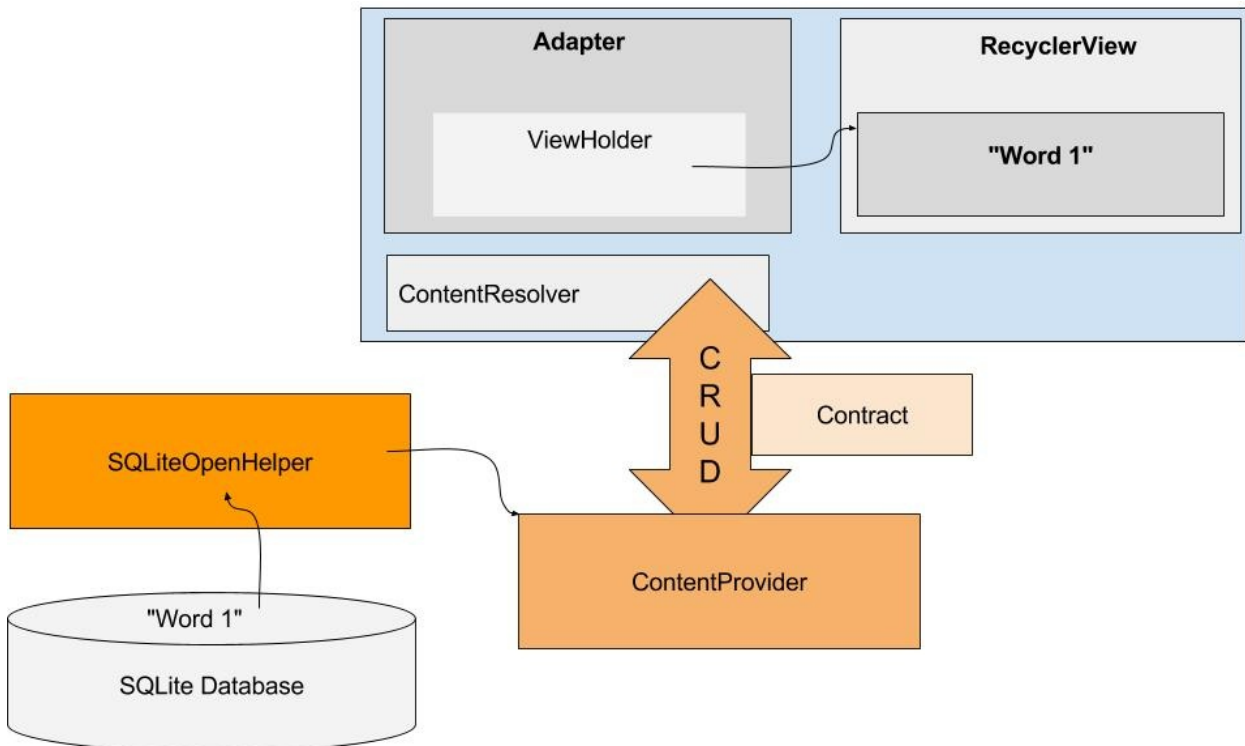 Adapter
RecyclerView
ViewHolder
"Word 1"
ContentResolver
C
R
U
D
Contract
SQLiteOpenHelper
ContentProvider
"Word 1"
SQLite Database